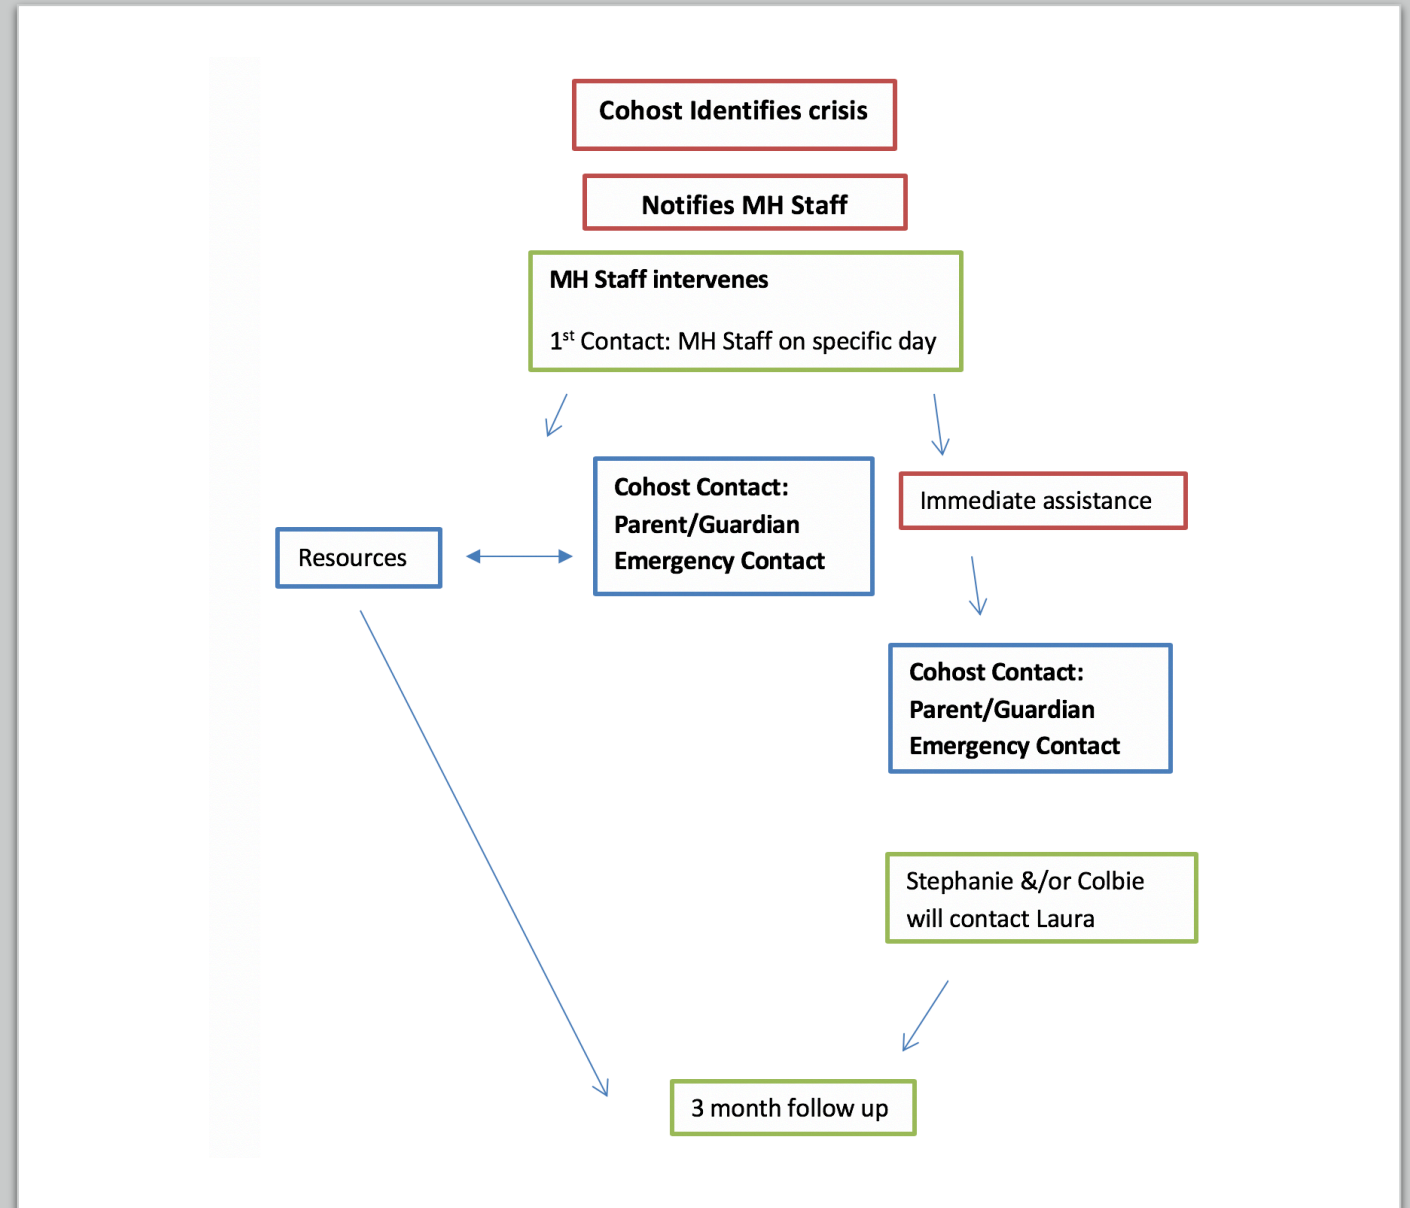 Cohost Identifies crisis
Notifies MH Staff
MH Staff intervenes
1st Contact: MH Staff on specific day
Cohost Contact:
Parent/Guardian
Emergency Contact
Immediate assistance
Resources
Cohost Contact:
Parent/Guardian
Emergency Contact
Stephanie &/or Colbie
will contact Laura
3 month follow up